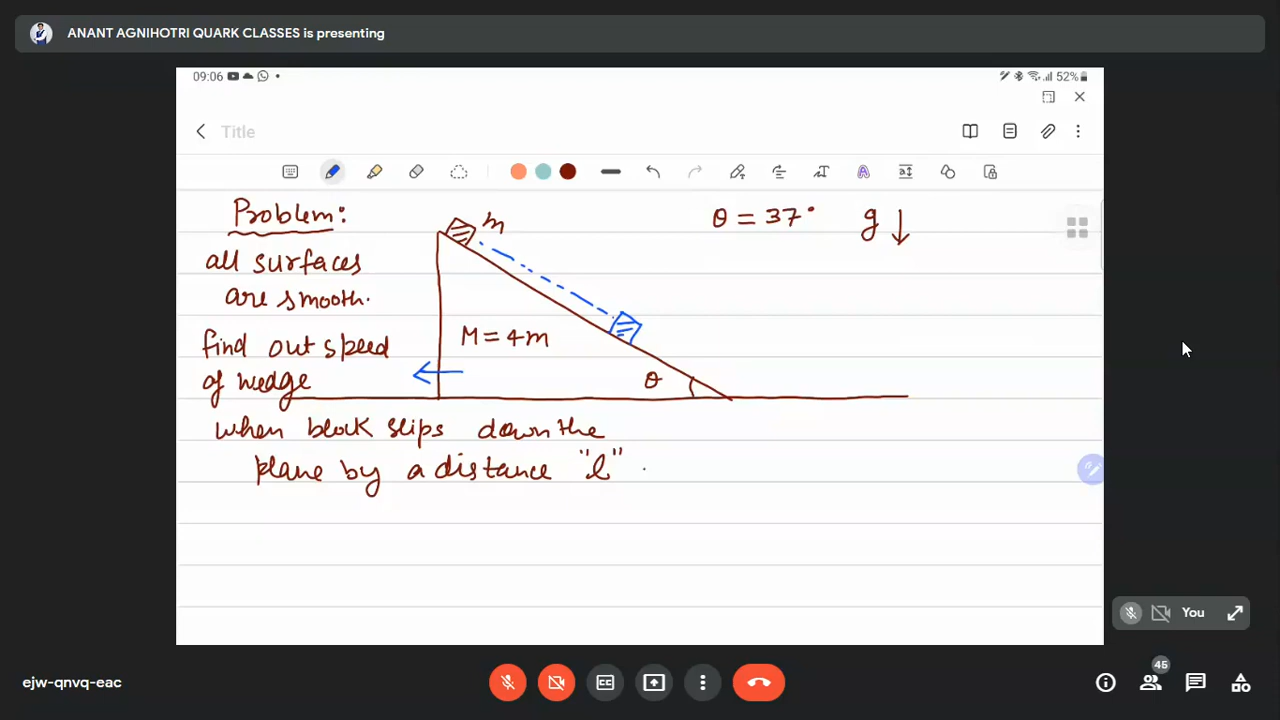 ANANT AGNIHOTRI QUARK CLASSES is presenting
09:06
52%
Title
Problem:
all surfaces
are smooth.
find out speed
of wedge
when block slips down the
plane by a distance "l"
m
M = 4m
θ
θ = 37°
g
You
ejw-qnvq-eac
CC
45